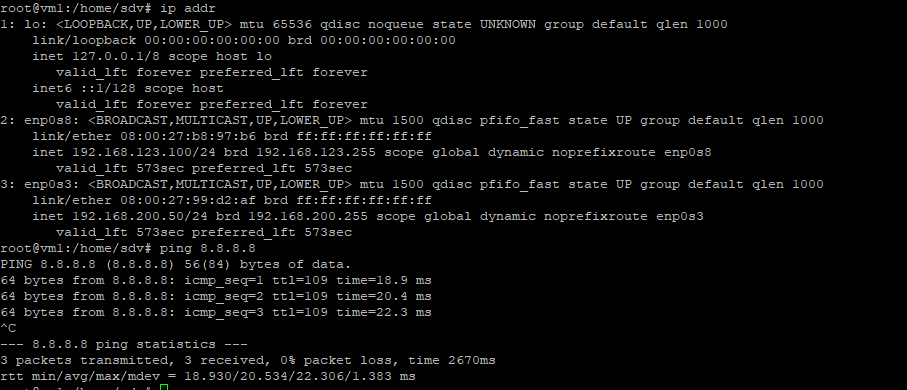 root@vm1:/home/sdv# ip addr
1: lo: <LOOPBACK,UP,LOWER_UP> mtu 65536 qdisc noqueue state UNKNOWN group default qlen 1000
    link/loopback 00:00:00:00:00:00 brd 00:00:00:00:00:00
    inet 127.0.0.1/8 scope host lo
       valid_lft forever preferred_lft forever
    inet6 ::1/128 scope host
       valid_lft forever preferred_lft forever
2: enp0s8: <BROADCAST,MULTICAST,UP,LOWER_UP> mtu 1500 qdisc pfifo_fast state UP group default qlen 1000
    link/ether 08:00:27:b8:97:b6 brd ff:ff:ff:ff:ff:ff
    inet 192.168.123.100/24 brd 192.168.123.255 scope global dynamic noprefixroute enp0s8
       valid_lft 573sec preferred_lft 573sec
3: enp0s3: <BROADCAST,MULTICAST,UP,LOWER_UP> mtu 1500 qdisc pfifo_fast state UP group default qlen 1000
    link/ether 08:00:27:99:d2:af brd ff:ff:ff:ff:ff:ff
    inet 192.168.200.50/24 brd 192.168.200.255 scope global dynamic noprefixroute enp0s3
       valid_lft 573sec preferred_lft 573sec
root@vm1:/home/sdv# ping 8.8.8.8
PING 8.8.8.8 (8.8.8.8) 56(84) bytes of data.
64 bytes from 8.8.8.8: icmp_seq=1 ttl=109 time=18.9 ms
64 bytes from 8.8.8.8: icmp_seq=2 ttl=109 time=20.4 ms
64 bytes from 8.8.8.8: icmp_seq=3 ttl=109 time=22.3 ms
^C
--- 8.8.8.8 ping statistics ---
3 packets transmitted, 3 received, 0% packet loss, time 2670ms
rtt min/avg/max/mdev = 18.930/20.534/22.306/1.383 ms